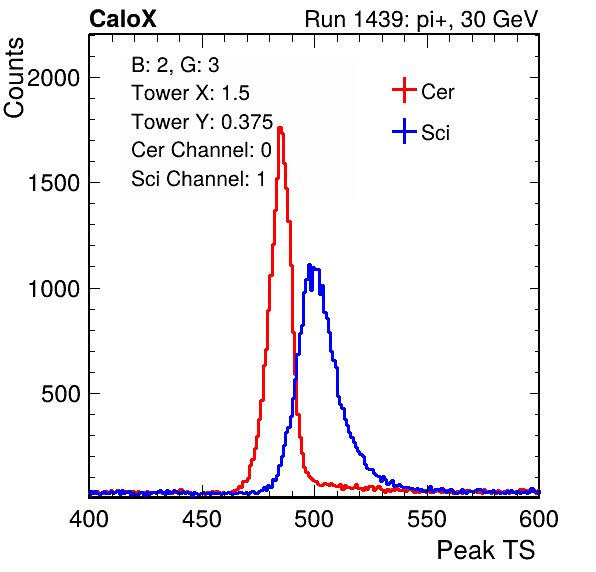 CaloX Run 1439: pi+, 30 GeV
Counts
B: 2, G: 3
Tower X: 1.5
Tower Y: 0.375
Cer Channel: 0
Sci Channel: 1
Cer
Sci
2000
1500
1000
500
400 450 500 550 600
Peak TS